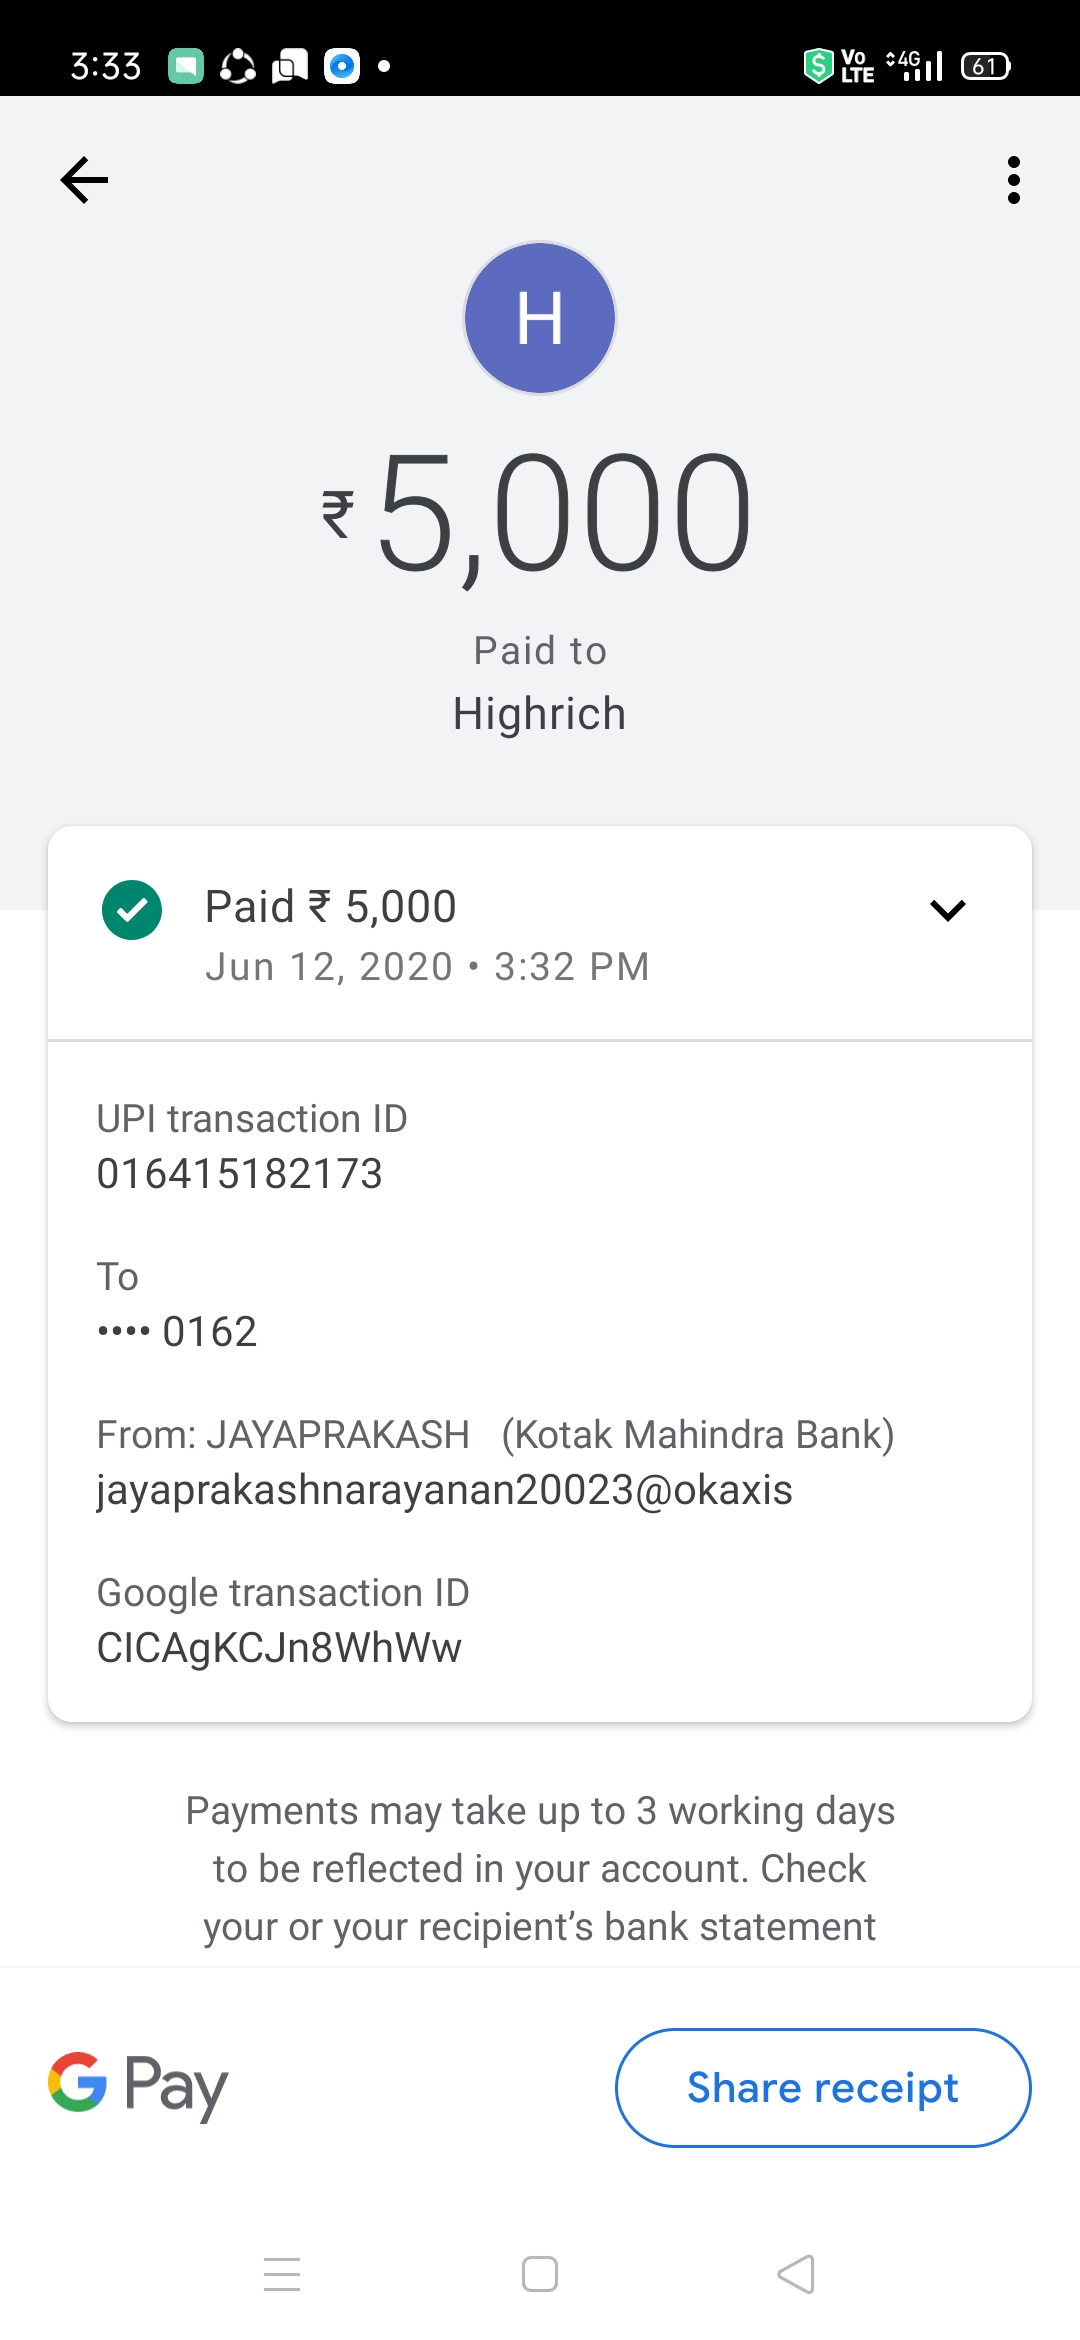 3:33
Vo LTE 4G 61
H
₹5,000
Paid to
Highrich
Paid ₹ 5,000
Jun 12, 2020 • 3:32 PM
UPI transaction ID
016415182173
To
•••• 0162
From: JAYAPRAKASH (Kotak Mahindra Bank)
jayaprakashnarayanan20023@okaxis
Google transaction ID
CICAgKCJn8WhWw
Payments may take up to 3 working days
to be reflected in your account. Check
your or your recipient’s bank statement
G Pay
Share receipt